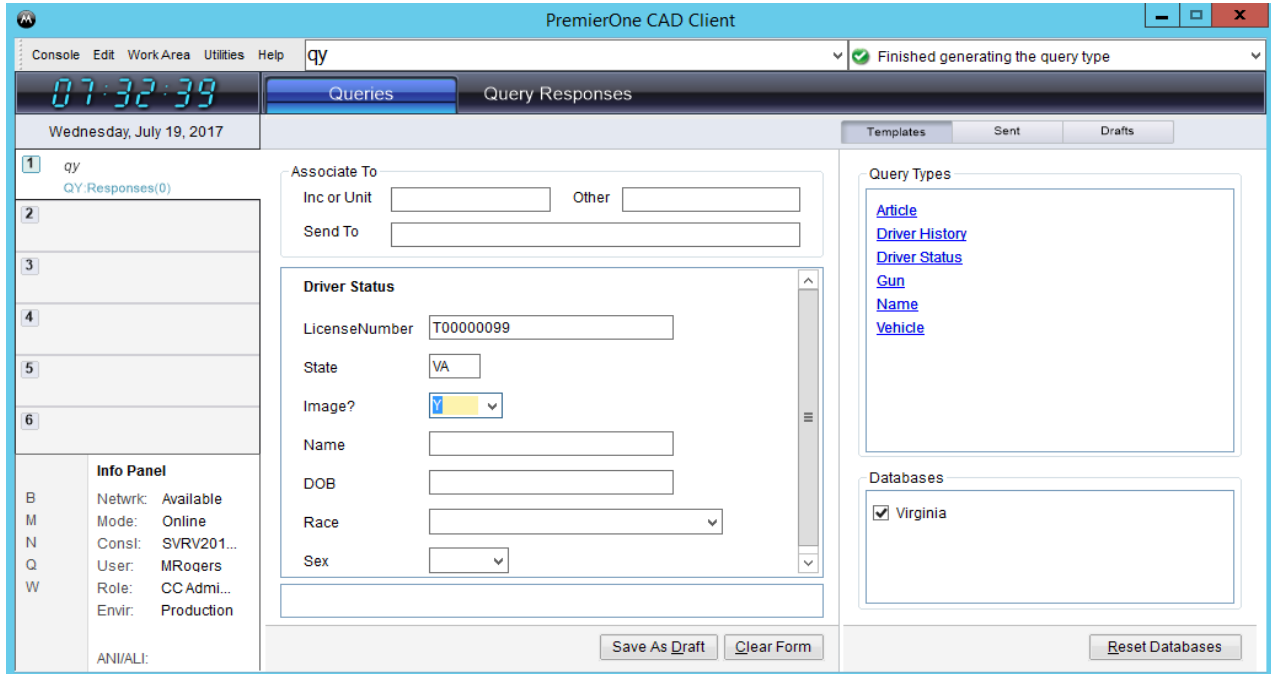 PremierOne CAD Client
Console Edit Work Area Utilities Help qy Finished generating the query type
07:32:39 Queries Query Responses
Wednesday, July 19, 2017 Templates Sent Drafts
1 qy
QY:Responses(0)
2
3
4
5
6
Info Panel
B Netwrk: Available
M Mode: Online
N Consl: SVRV201...
Q User: MRogers
W Role: CC Admi...
Envir: Production
ANI/ALI:
Associate To
Inc or Unit Other
Send To
Driver Status
LicenseNumber T00000099
State VA
Image? Y
Name
DOB
Race
Sex
Save As Draft Clear Form
Query Types
Article
Driver History
Driver Status
Gun
Name
Vehicle
Databases
Virginia
Reset Databases